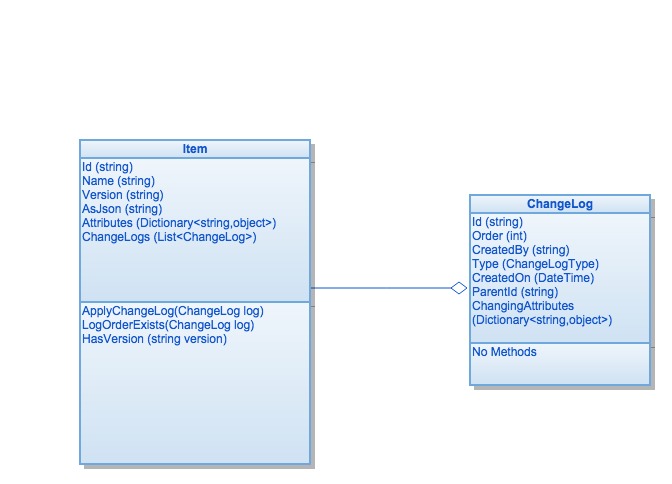 Item
Id (string)
Name (string)
Version (string)
AsJson (string)
Attributes (Dictionary<string,object>)
ChangeLogs (List<ChangeLog>)
ApplyChangeLog(ChangeLog log)
LogOrderExists(ChangeLog log)
HasVersion (string version)
ChangeLog
Id (string)
Order (int)
CreatedBy (string)
Type (ChangeLogType)
CreatedOn (DateTime)
ParentId (string)
ChangingAttributes
(Dictionary<string,object>)
No Methods